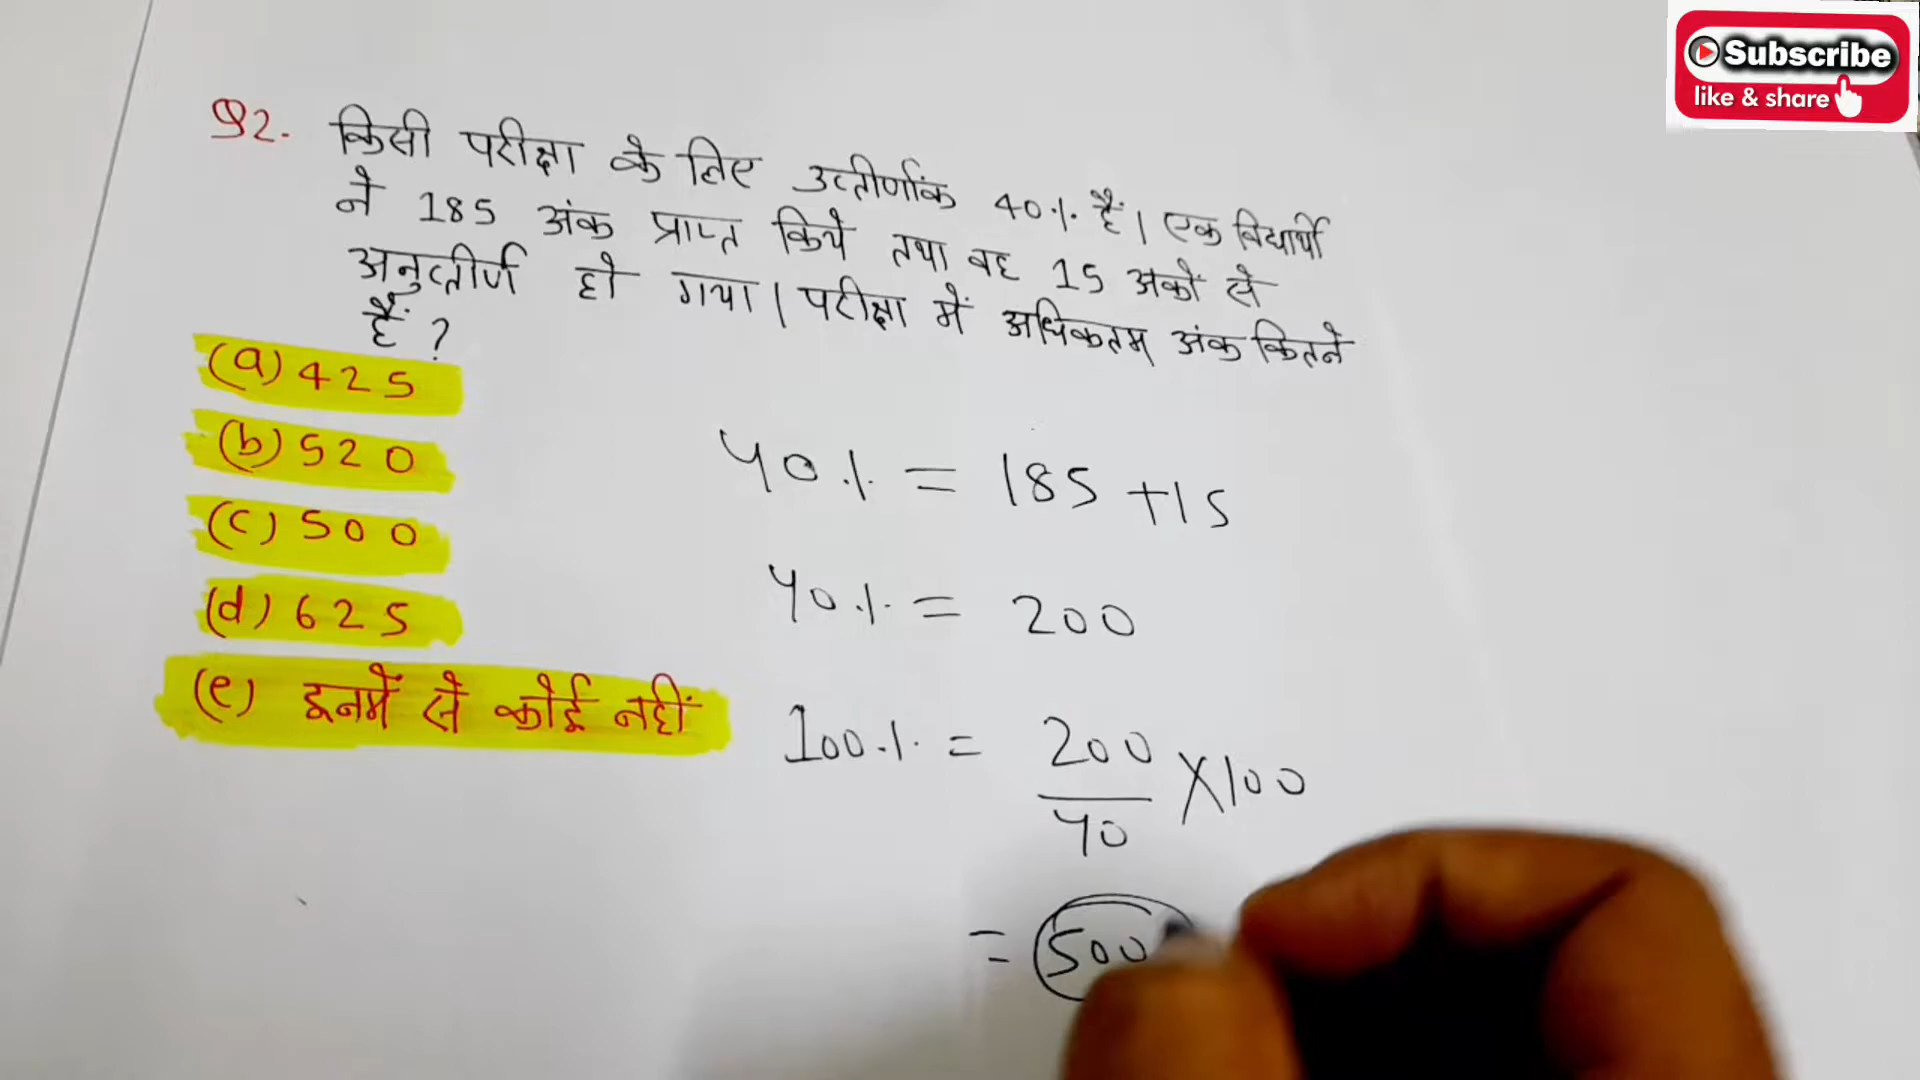 Subscribe
like & share
Q2. किसी परीक्षा के लिए उत्तीर्णांक 40% है। एक विद्यार्थी
ने 185 अंक प्राप्त किये तथा वह 15 अंकों से
अनुत्तीर्ण हो गया। परीक्षा में अधिकतम अंक कितने
हैं ?
(a) 425
(b) 520
(c) 500
(d) 625
(e) इनमें से कोई नहीं
40% = 185 + 15
40% = 200
100% = 200/40 × 100
= 500